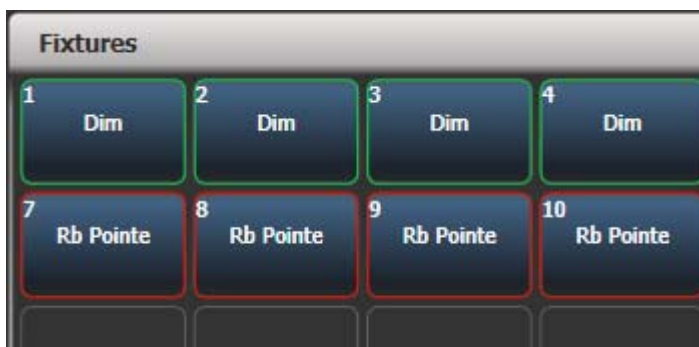 Fixtures
1 2 3 4
Dim Dim Dim Dim
7 8 9 10
Rb Pointe Rb Pointe Rb Pointe Rb Pointe